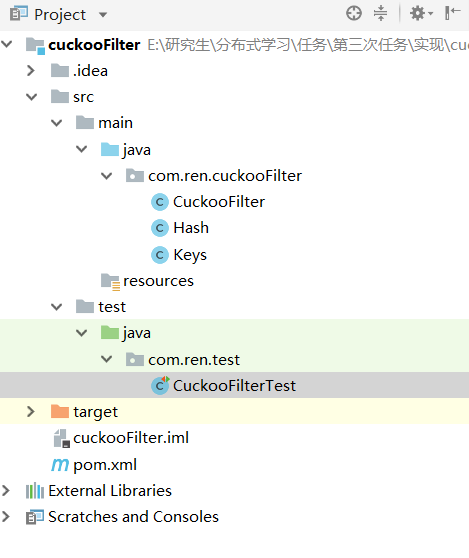 Project
cuckooFilter E:\研究生\分布式学习\任务\第三次任务\实现\cu
.idea
src
main
java
com.ren.cuckooFilter
CuckooFilter
Hash
Keys
resources
test
java
com.ren.test
CuckooFilterTest
target
cuckooFilter.iml
pom.xml
External Libraries
Scratches and Consoles